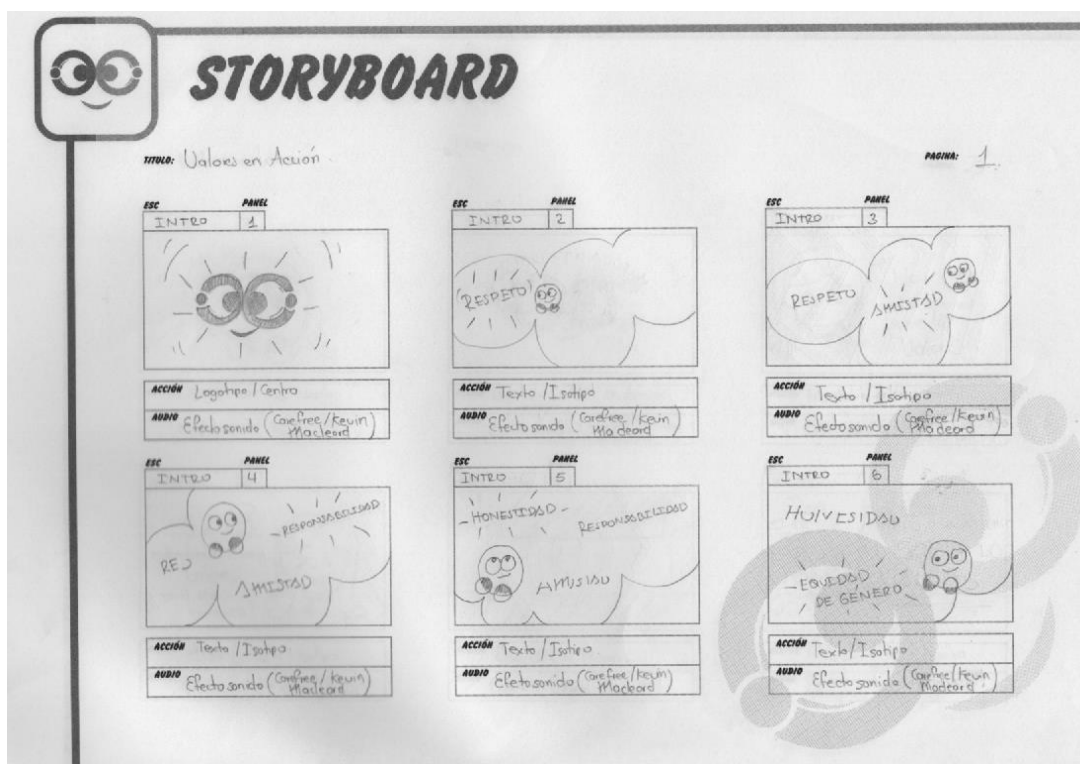 STORYBOARD
TITULO: Valores en Acción
PAGINA: 1
ESC PANEL
INTRO 1
ACCIÓN Logotipo / Centro
AUDIO Efecto sonido (Carefree / Kevin Macleord)
ESC PANEL
INTRO 2
RESPETO
ACCIÓN Texto / Isotipo
AUDIO Efecto sonido (Carefree / Kevin Macleord)
ESC PANEL
INTRO 3
RESPETO
AMISTAD
ACCIÓN Texto / Isotipo
AUDIO Efecto sonido (Carefree / Kevin Macleord)
ESC PANEL
INTRO 4
RESPONSABILIDAD
AMISTAD
ACCIÓN Texto / Isotipo
AUDIO Efecto sonido (Carefree / Kevin Macleord)
ESC PANEL
INTRO 5
HONESTIDAD
RESPONSABILIDAD
ACCIÓN Texto / Isotipo
AUDIO Efecto sonido (Carefree / Kevin Macleord)
ESC PANEL
INTRO 6
EQUIDAD
DE GENERO
ACCIÓN Texto / Isotipo
AUDIO Efecto sonido (Carefree / Kevin Macleord)